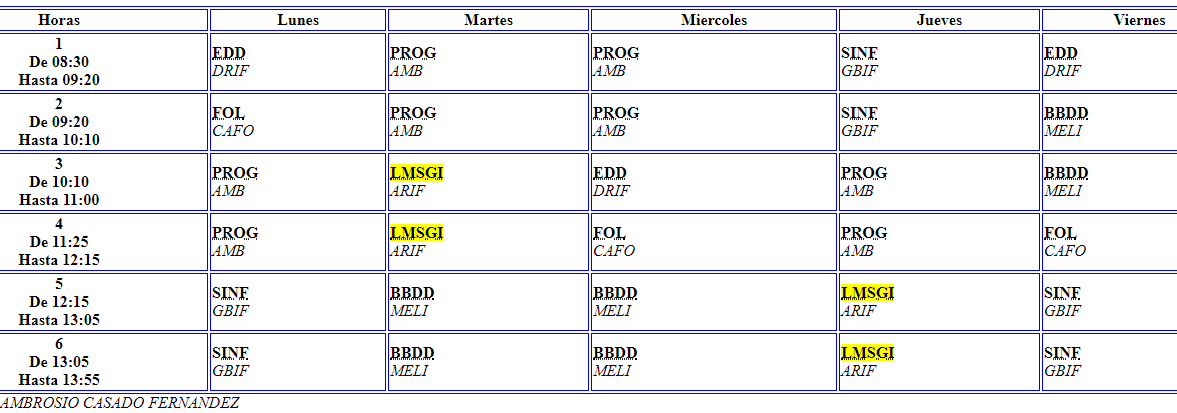 Horas Lunes Martes Miercoles Jueves Viernes
1
De 08:30
Hasta 09:20
EDD PROG PROG SINF EDD
DRIF AMB AMB GBIF DRIF
2
De 09:20
Hasta 10:10
FOL PROG PROG SINF BBDD
CAFO AMB AMB GBIF MELI
3
De 10:10
Hasta 11:00
PROG LMSGI EDD PROG BBDD
AMB ARIF DRIF AMB MELI
4
De 11:25
Hasta 12:15
PROG LMSGI FOL PROG FOL
AMB ARIF CAFO AMB CAFO
5
De 12:15
Hasta 13:05
SINF BBDD BBDD LMSGI SINF
GBIF MELI MELI ARIF GBIF
6
De 13:05
Hasta 13:55
SINF BBDD BBDD LMSGI SINF
GBIF MELI MELI ARIF GBIF
AMBROSIO CASADO FERNANDEZ